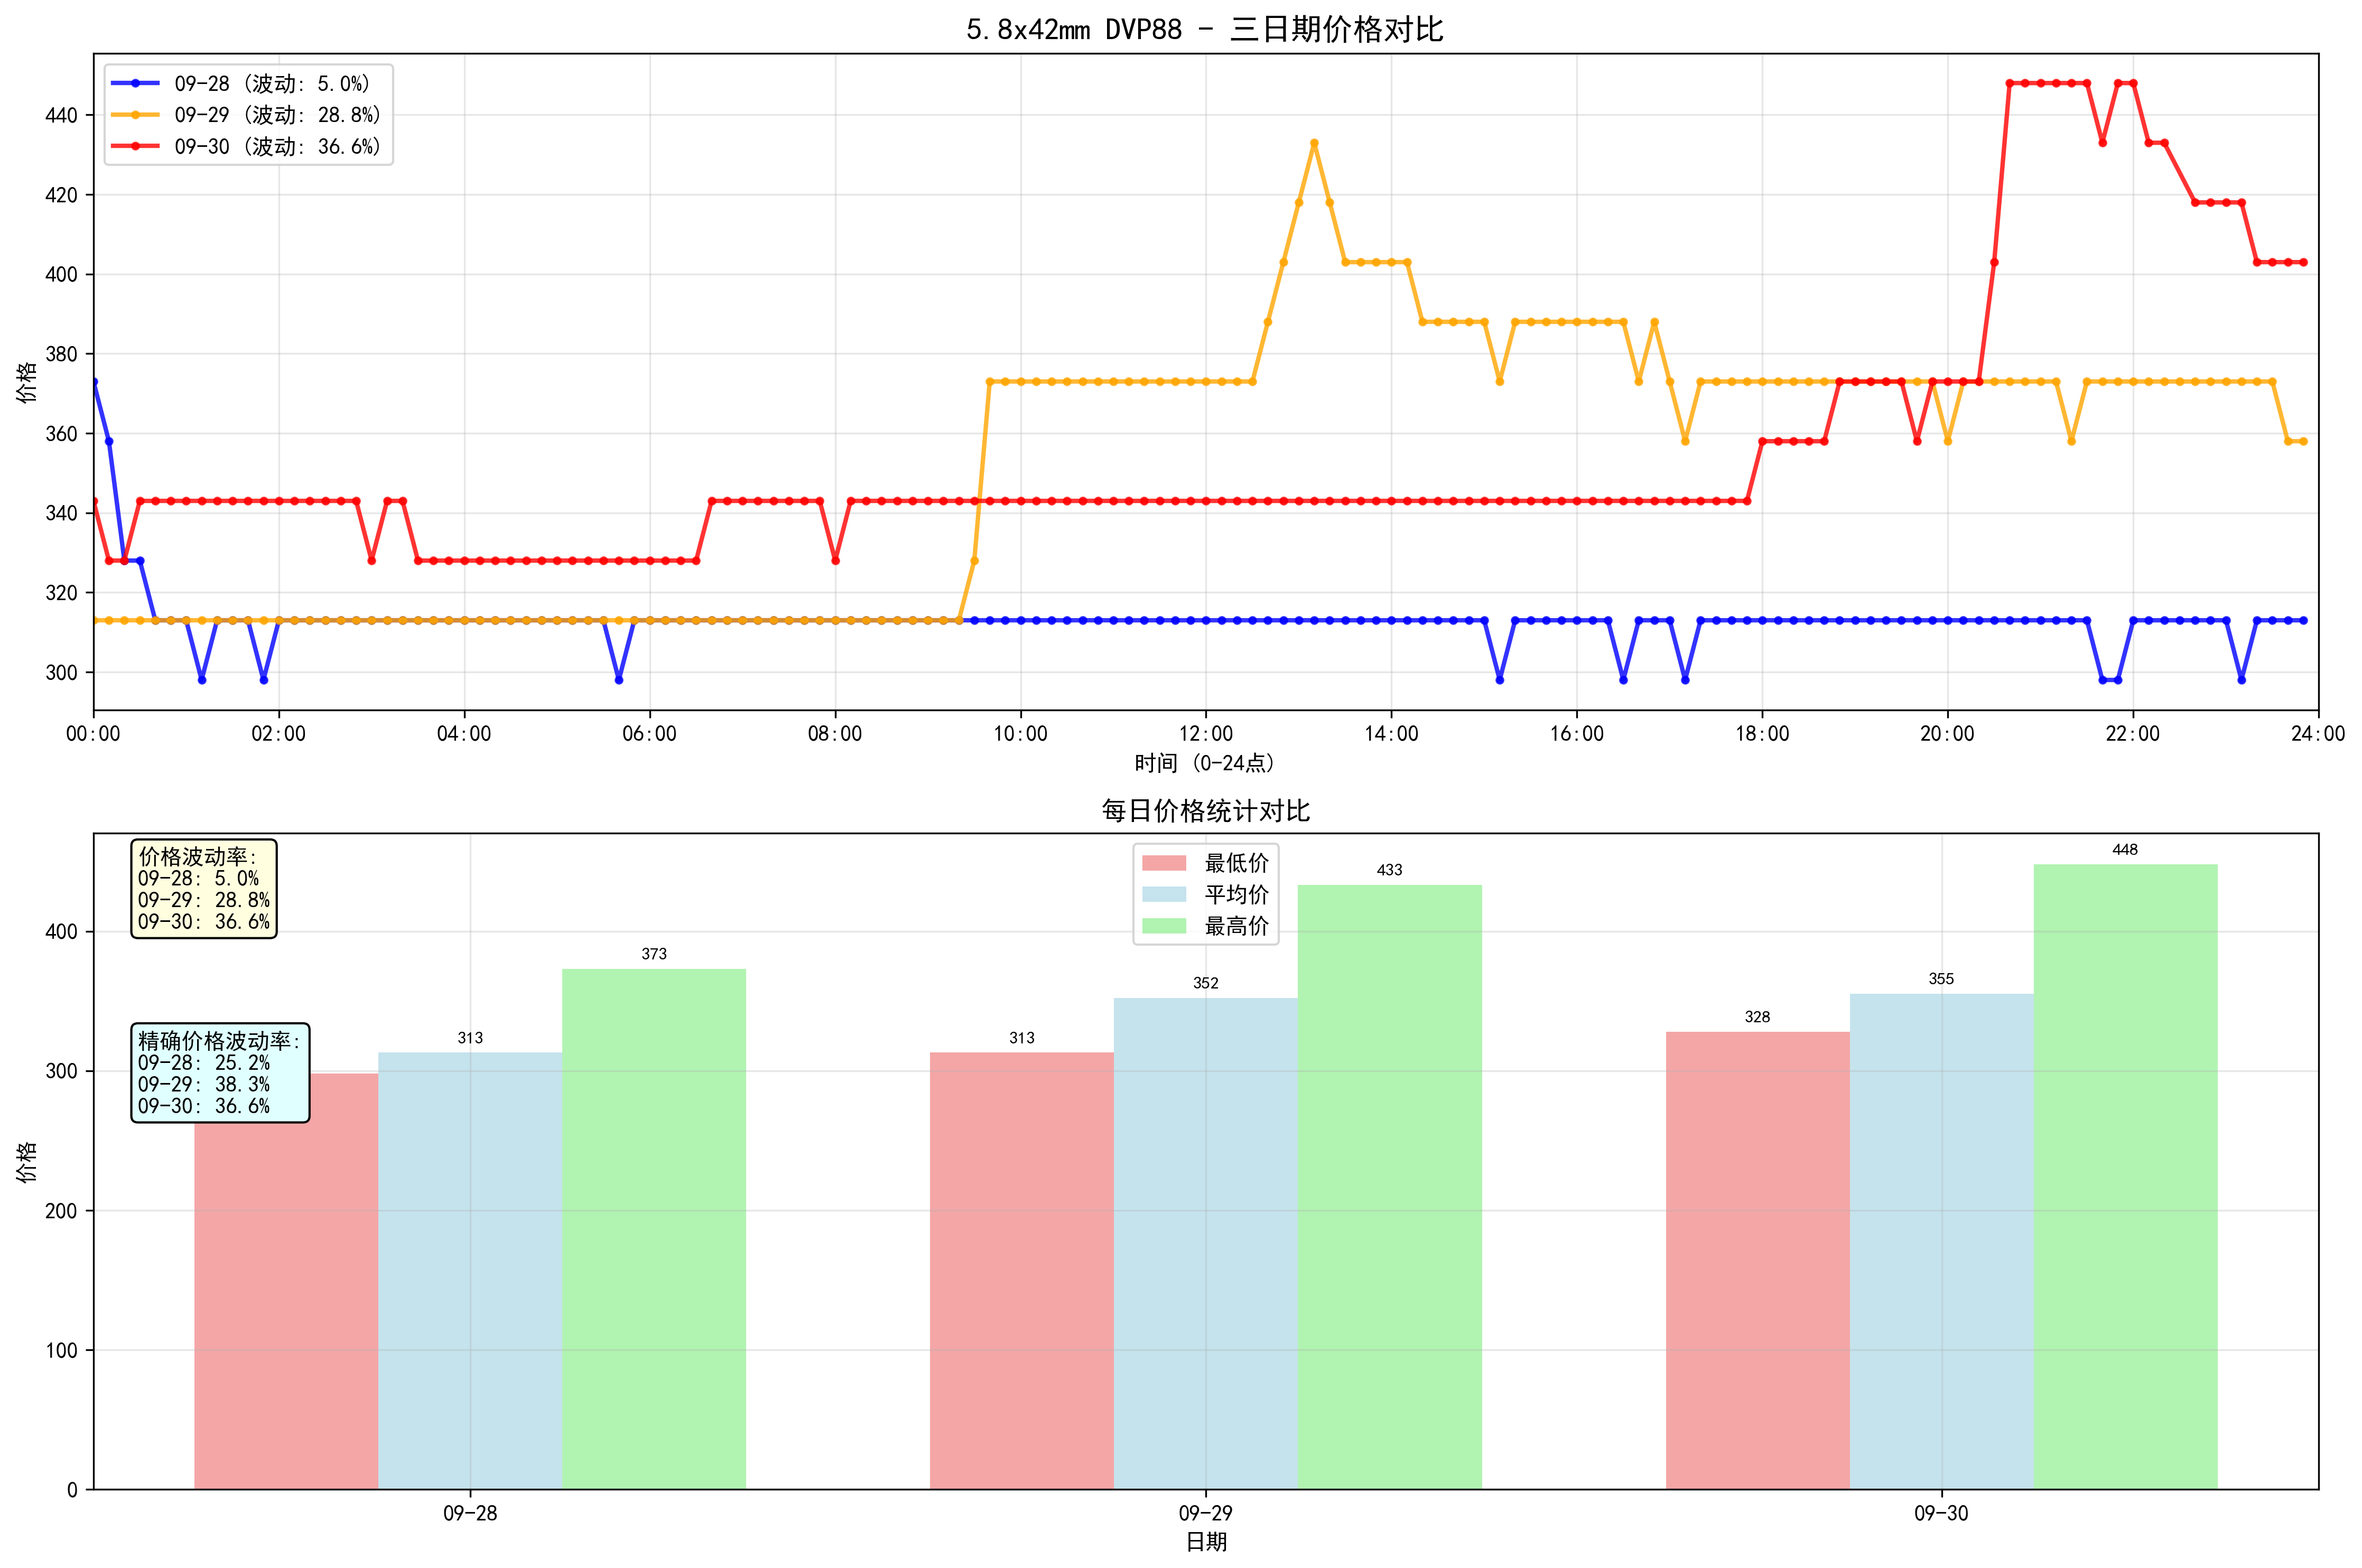 5.8x42mm DVP88 - 三日期价格对比
09-28 (波动: 5.0%)
09-29 (波动: 28.8%)
09-30 (波动: 36.6%)
价格
440
420
400
380
360
340
320
300
00:00 02:00 04:00 06:00 08:00 10:00 12:00 14:00 16:00 18:00 20:00 22:00 24:00
时间 (0-24点)
每日价格统计对比
价格波动率:
09-28: 5.0%
09-29: 28.8%
09-30: 36.6%
精确价格波动率:
09-28: 25.2%
09-29: 38.3%
09-30: 36.6%
最低价
平均价
最高价
313
373
313
352
433
328
355
448
价格
400
300
200
100
0
09-28 09-29 09-30
日期